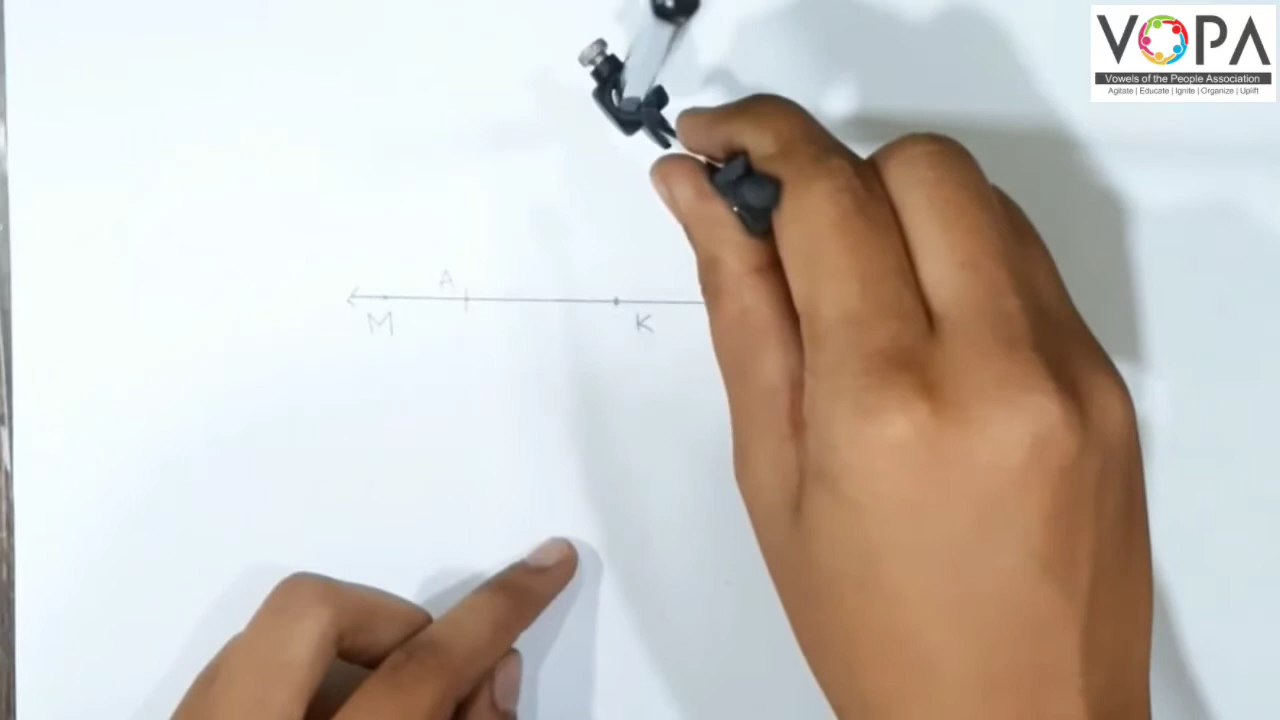 VOPA
Vowels of the People Association
Agitate | Educate | Ignite | Organize | Uplift
A
M
K